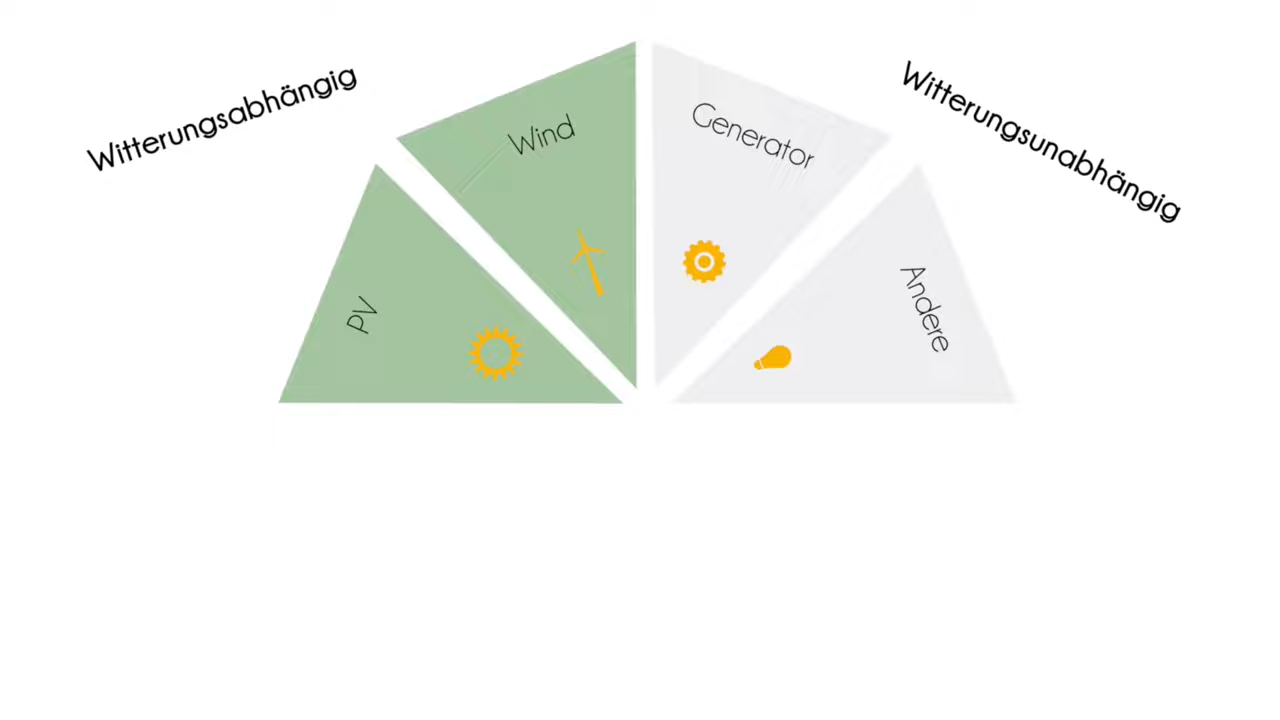 Witterungsabhängig
Witterungsunabhängig
Wind
Generator
PV
Andere